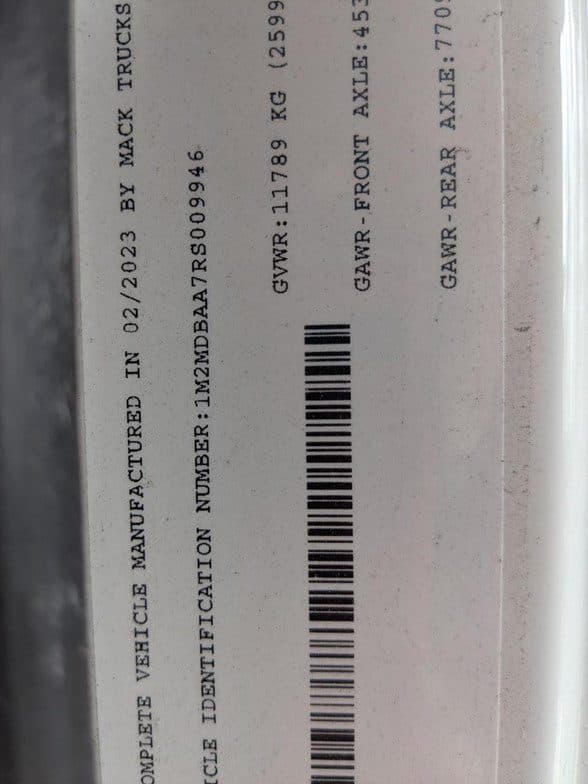 OMPLETE VEHICLE MANUFACTURED IN 02/2023 BY MACK TRUCKS
ICLE IDENTIFICATION NUMBER:1M2MDBAA7RS009946
GVWR:11789 KG (2599
GAWR-FRONT AXLE:453
GAWR-REAR AXLE:7709